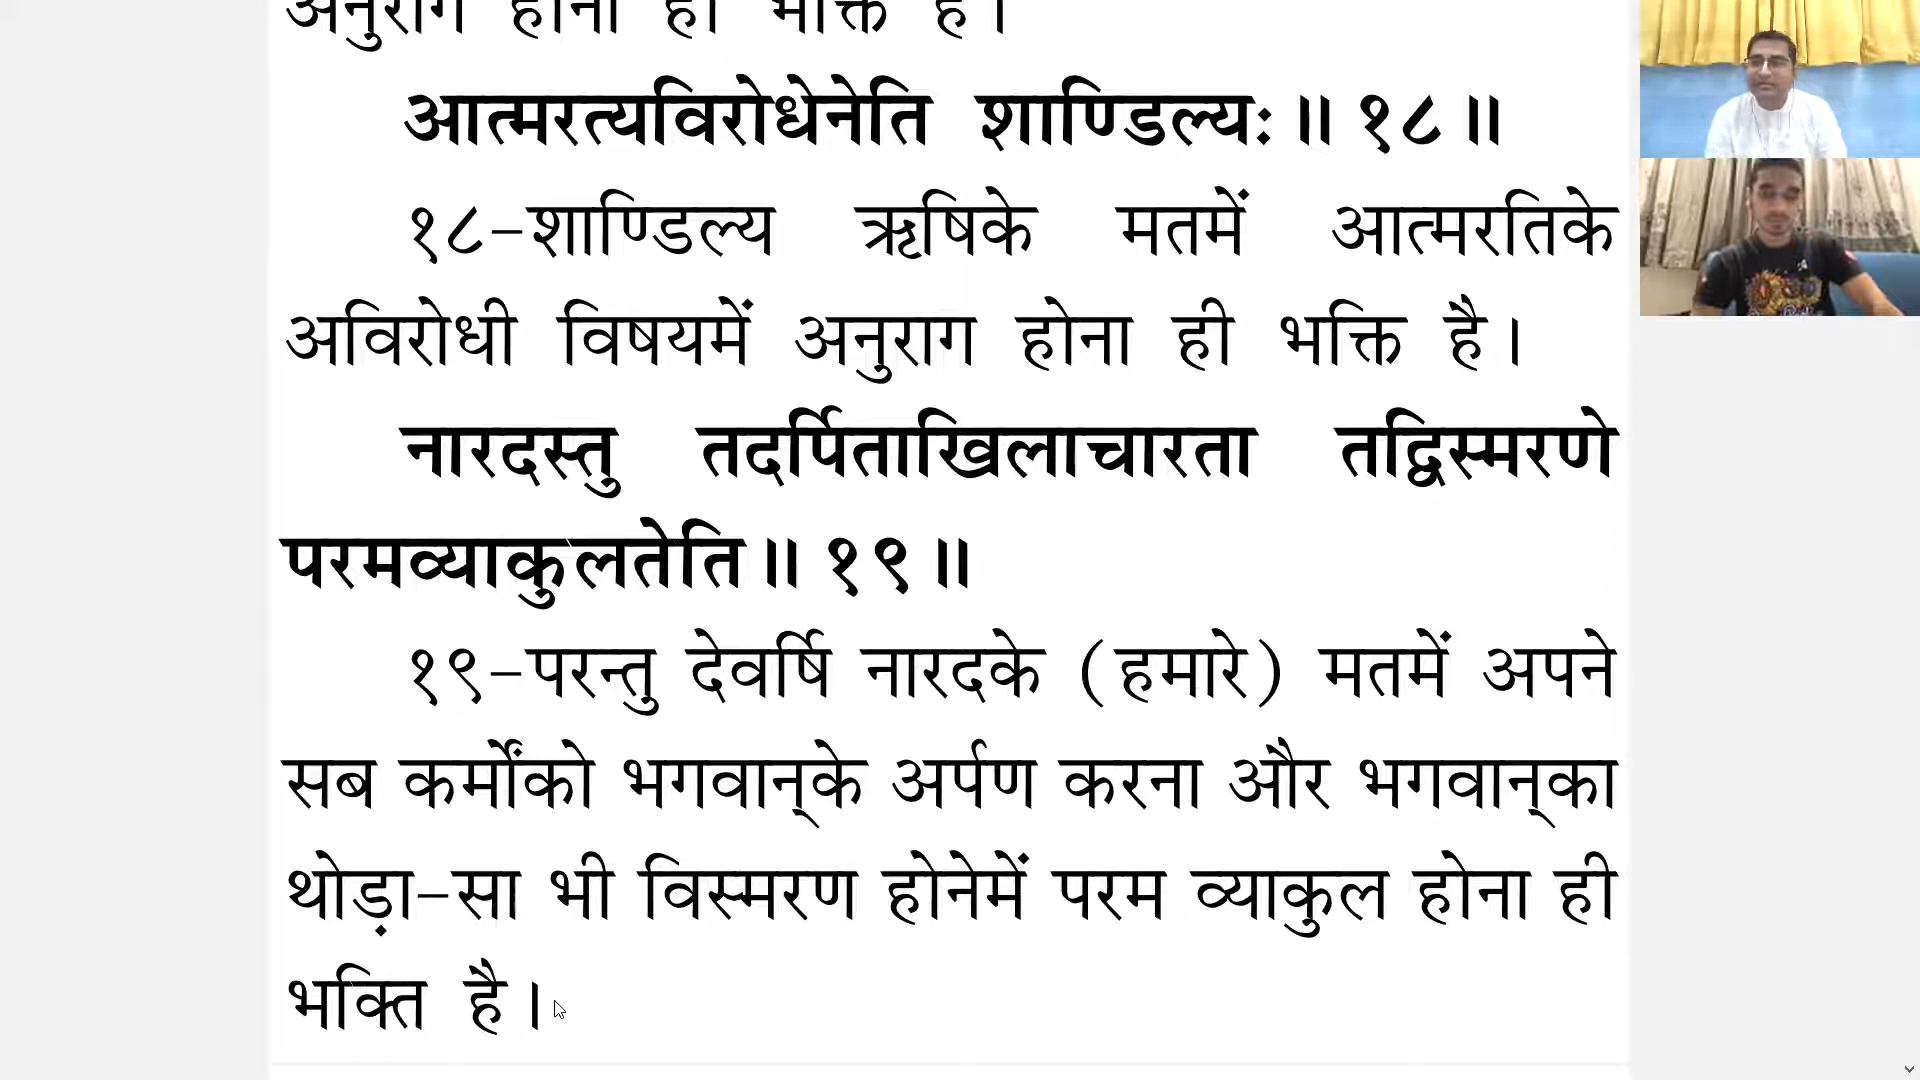 अनुराग होना ही भक्ति है।
आत्मरत्यविरोधेनेति शाण्डिल्यः॥ १८॥
१८-शाण्डिल्य ऋषिके मतमें आत्मरतिके
अविरोधी विषयमें अनुराग होना ही भक्ति है।
नारदस्तु तदर्पिताखिलाचारता तद्विस्मरणे
परमव्याकुलतेति॥ १९॥
१९-परन्तु देवर्षि नारदके (हमारे) मतमें अपने
सब कर्मोंको भगवान्‌के अर्पण करना और भगवान्‌का
थोड़ा-सा भी विस्मरण होनेमें परम व्याकुल होना ही
भक्ति है।